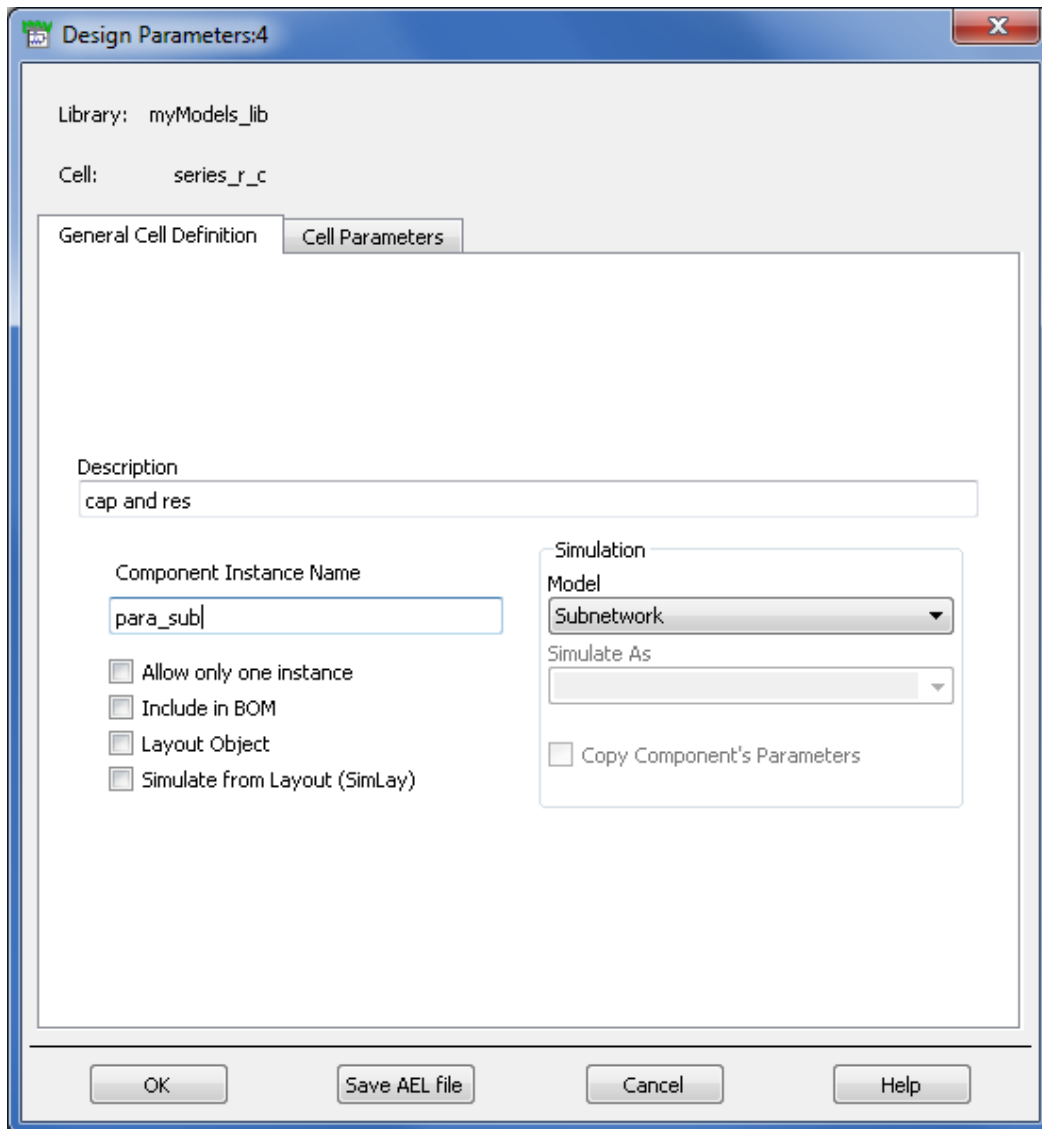 Design Parameters:4
Library: myModels_lib
Cell: series_r_c
General Cell Definition Cell Parameters
Description
cap and res
Component Instance Name
para_sub
Allow only one instance
Include in BOM
Layout Object
Simulate from Layout (SimLay)
Simulation
Model
Subnetwork
Simulate As
Copy Component's Parameters
OK Save AEL file Cancel Help